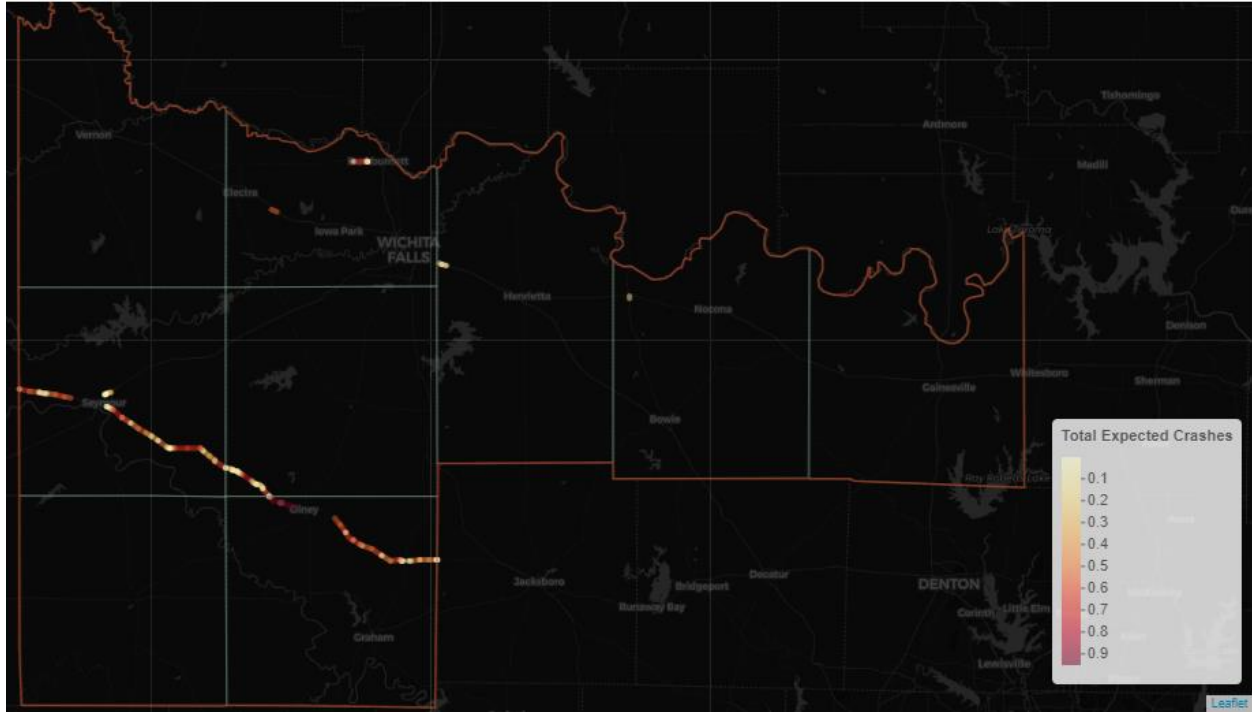 Tishomingo
Ardmore
Vernon
Madill
Electra
Iowa Park
WICHITA
FALLS
Henrietta
Nocona
Denison
Whitesboro
Sherman
Gainesville
Seymour
Bowie
Total Expected Crashes
0.1
0.2
0.3
0.4
0.5
0.6
0.7
0.8
0.9
Ray Roberts Lake
Olney
Jacksboro
Decatur
Bridgeport
DENTON
Runaway Bay
Corinth
Little Elm
Graham
Lewisville
Leaflet